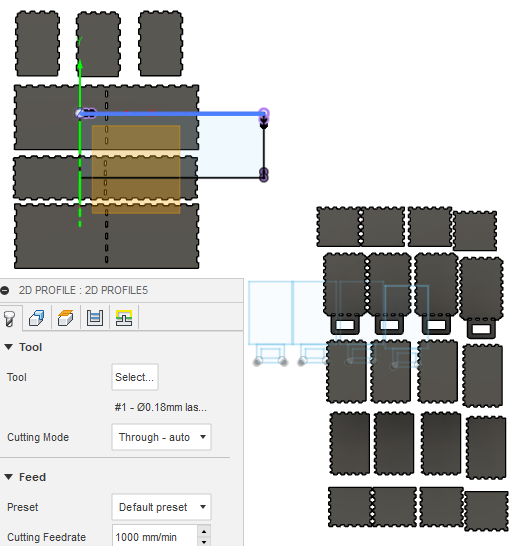 2D PROFILE : 2D PROFILE5
Tool
Tool Select...
#1 - Ø0.18mm las...
Cutting Mode Through - auto
Feed
Preset Default preset
Cutting Feedrate 1000 mm/min